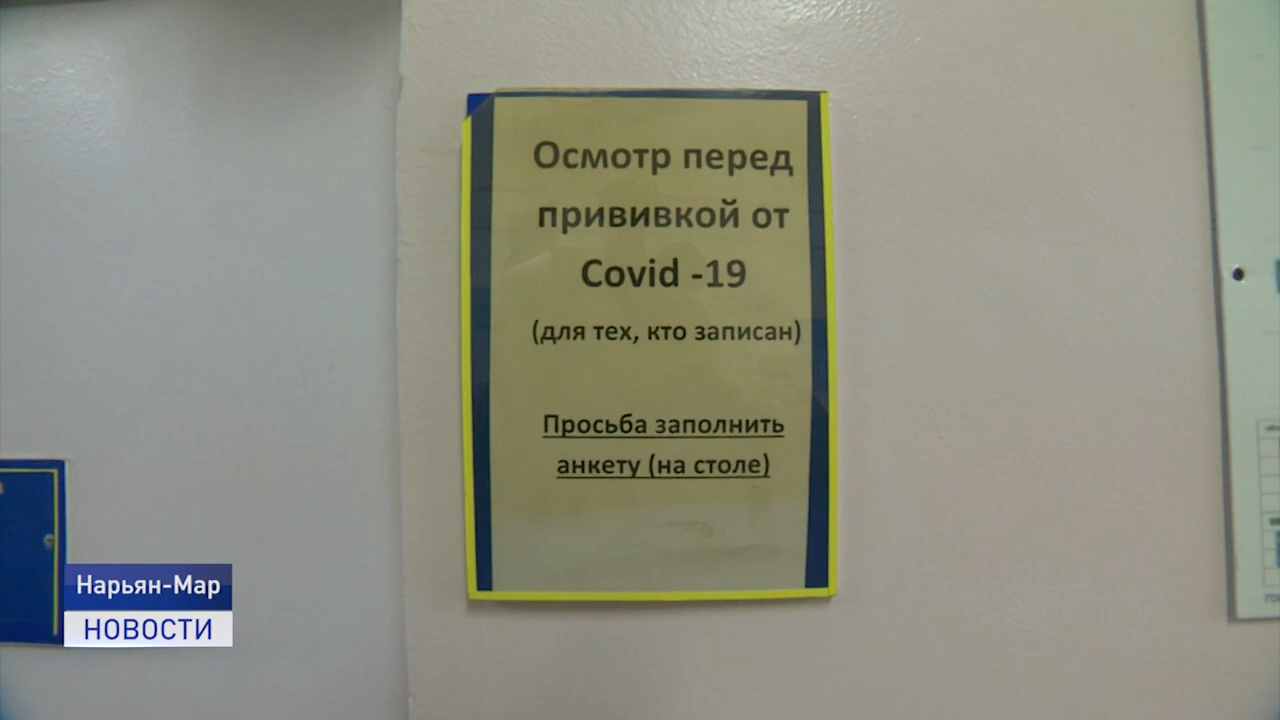 Осмотр перед
прививкой от
Covid -19
(для тех, кто записан)
Просьба заполнить
анкету (на столе)
Нарьян-Мар
НОВОСТИ